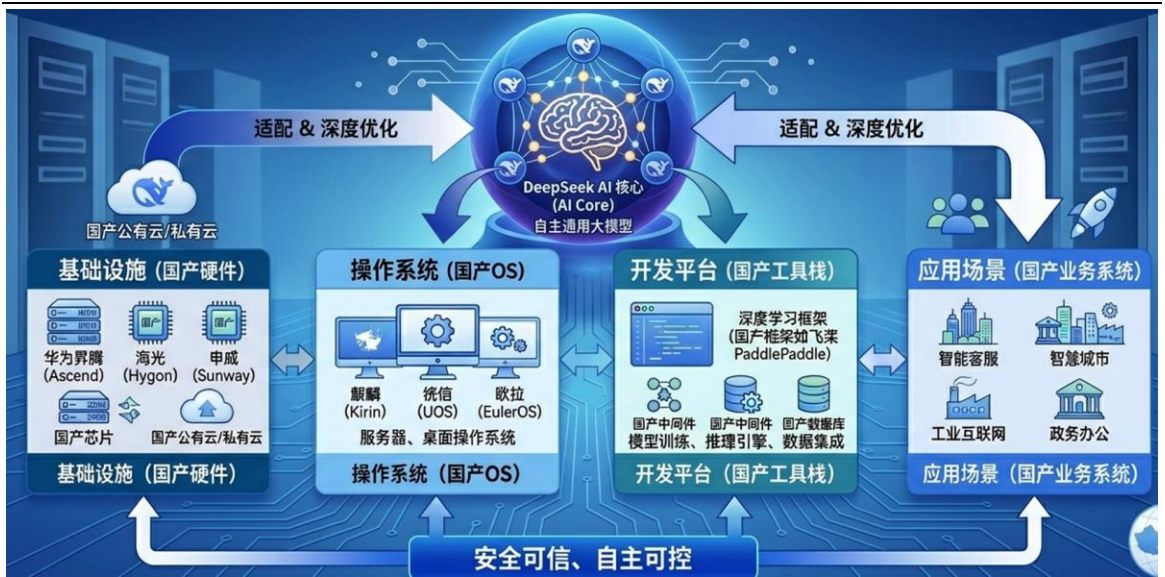 适配 & 深度优化
适配 & 深度优化
DeepSeek AI 核心
(AI Core)
自主通用大模型
国产公有云/私有云
基础设施 (国产硬件)
国产
国产
华为昇腾
(Ascend)
海光
(Hygon)
申威
(Sunway)
国产芯片
国产公有云/私有云
基础设施 (国产硬件)
操作系统 (国产OS)
麒麟
(Kirin)
统信
(UOS)
欧拉
(EulerOS)
服务器、桌面操作系统
操作系统 (国产OS)
开发平台 (国产工具栈)
深度学习框架
(国产框架如飞桨
PaddlePaddle)
国产中间件
国产中间件
国产数据库
模型训练、推理引擎、数据集成
开发平台 (国产工具栈)
应用场景 (国产业务系统)
智能客服
智慧城市
工业互联网
政务办公
应用场景 (国产业务系统)
安全可信、自主可控